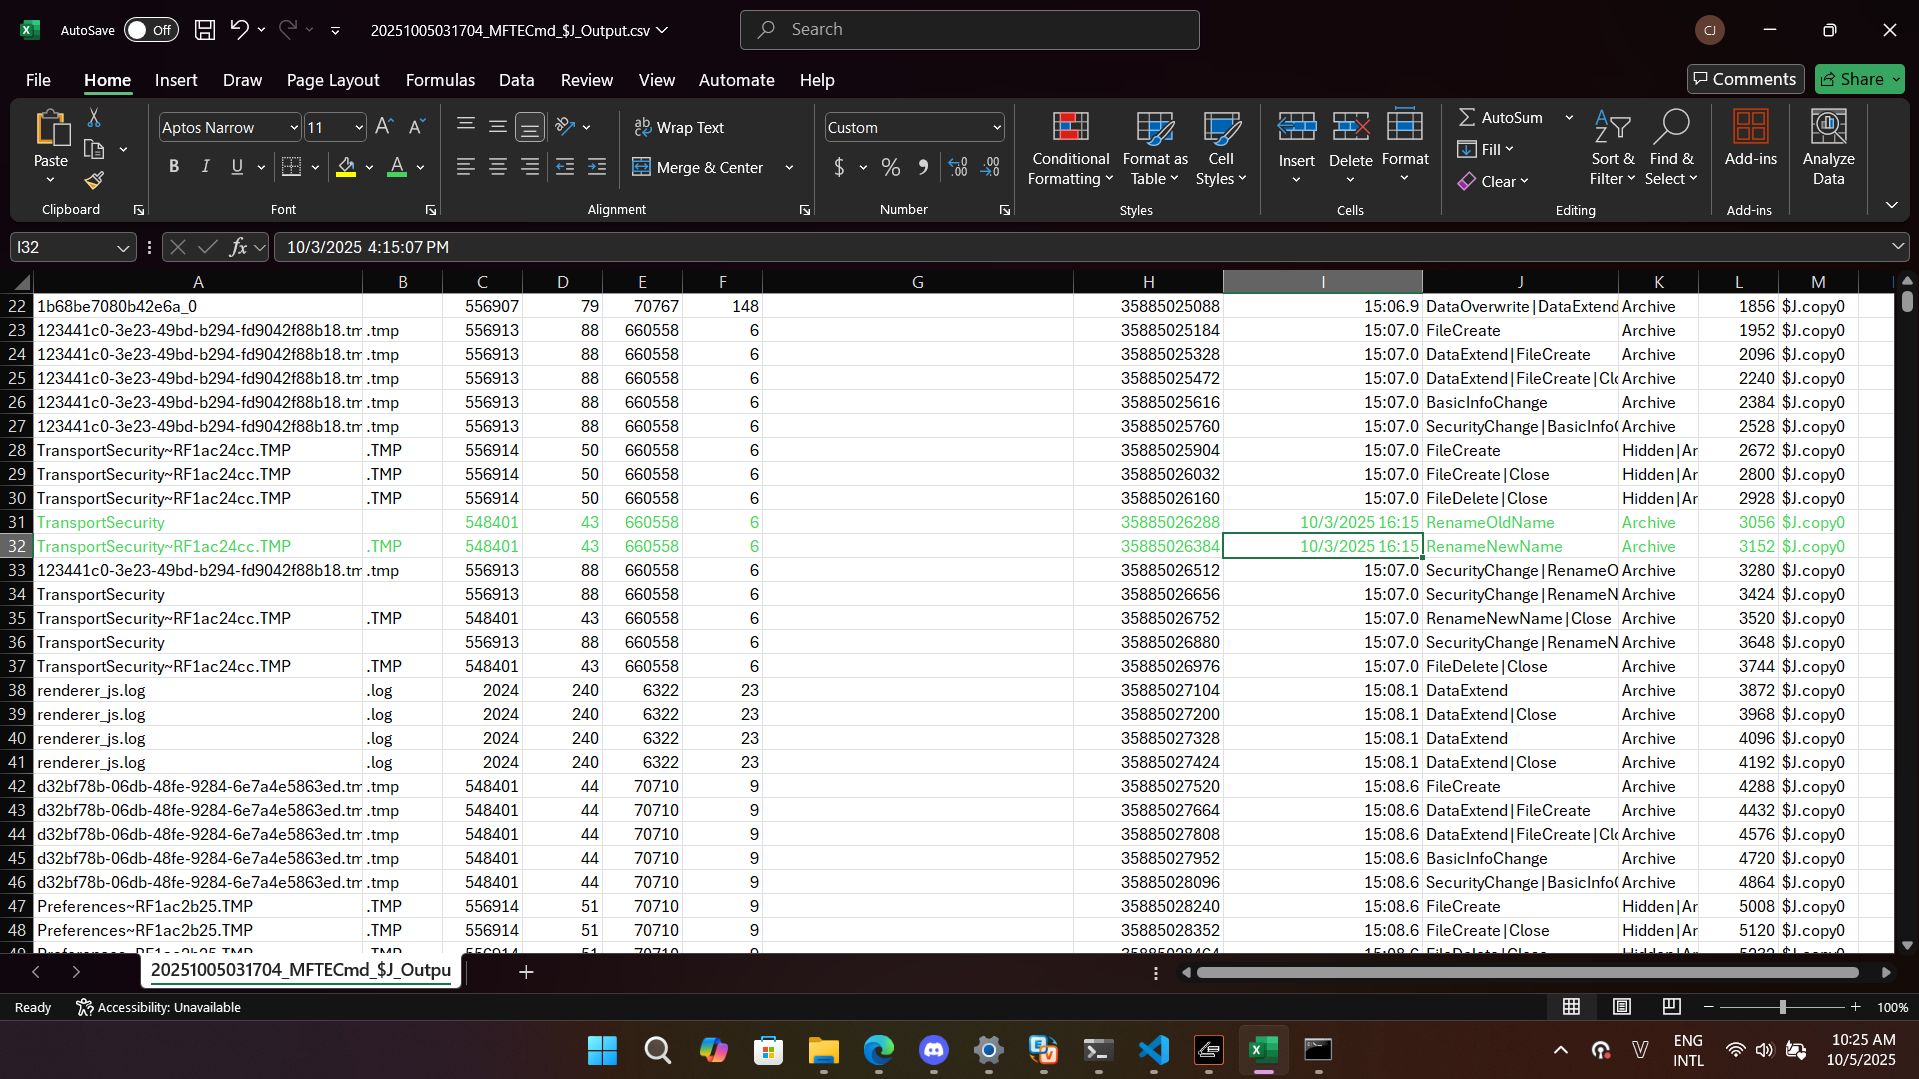 AutoSave Off 20251005031704_MFTECmd_$J_Output.csv Search CJ
File Home Insert Draw Page Layout Formulas Data Review View Automate Help Comments Share
Paste
Clipboard
Aptos Narrow 11
B I U
Font
Wrap Text
Merge & Center
Alignment
Custom
$ % 9 .00 .00
Number
Conditional Formatting
Format as Table
Cell Styles
Styles
Insert Delete Format
Cells
AutoSum
Fill
Clear
Sort & Filter
Find & Select
Editing
Add-ins
Add-ins
Analyze Data
I32 fx 10/3/2025 4:15:07 PM
A B C D E F G H I J K L M
22 1b68be7080b42e6a_0 556907 79 70767 148 35885025088 15:06.9 DataOverwrite|DataExtend Archive 1856 $J.copy0
23 123441c0-3e23-49bd-b294-fd9042f88b18.tm .tmp 556913 88 660558 6 35885025184 15:07.0 FileCreate Archive 1952 $J.copy0
24 123441c0-3e23-49bd-b294-fd9042f88b18.tm .tmp 556913 88 660558 6 35885025328 15:07.0 DataExtend|FileCreate Archive 2096 $J.copy0
25 123441c0-3e23-49bd-b294-fd9042f88b18.tm .tmp 556913 88 660558 6 35885025472 15:07.0 DataExtend|FileCreate|Clo Archive 2240 $J.copy0
26 123441c0-3e23-49bd-b294-fd9042f88b18.tm .tmp 556913 88 660558 6 35885025616 15:07.0 BasicInfoChange Archive 2384 $J.copy0
27 123441c0-3e23-49bd-b294-fd9042f88b18.tm .tmp 556913 88 660558 6 35885025760 15:07.0 SecurityChange|BasicInfo Archive 2528 $J.copy0
28 TransportSecurity~RF1ac24cc.TMP .TMP 556914 50 660558 6 35885025904 15:07.0 FileCreate Hidden|Ar 2672 $J.copy0
29 TransportSecurity~RF1ac24cc.TMP .TMP 556914 50 660558 6 35885026032 15:07.0 FileCreate|Close Hidden|Ar 2800 $J.copy0
30 TransportSecurity~RF1ac24cc.TMP .TMP 556914 50 660558 6 35885026160 15:07.0 FileDelete|Close Hidden|Ar 2928 $J.copy0
31 TransportSecurity 548401 43 660558 6 35885026288 10/3/2025 16:15 RenameOldName Archive 3056 $J.copy0
32 TransportSecurity~RF1ac24cc.TMP .TMP 548401 43 660558 6 35885026384 10/3/2025 16:15 RenameNewName Archive 3152 $J.copy0
33 123441c0-3e23-49bd-b294-fd9042f88b18.tm .tmp 556913 88 660558 6 35885026512 15:07.0 SecurityChange|RenameO Archive 3280 $J.copy0
34 TransportSecurity 556913 88 660558 6 35885026656 15:07.0 SecurityChange|RenameN Archive 3424 $J.copy0
35 TransportSecurity~RF1ac24cc.TMP .TMP 548401 43 660558 6 35885026752 15:07.0 RenameNewName|Close Archive 3520 $J.copy0
36 TransportSecurity 556913 88 660558 6 35885026880 15:07.0 SecurityChange|RenameN Archive 3648 $J.copy0
37 TransportSecurity~RF1ac24cc.TMP .TMP 548401 43 660558 6 35885026976 15:07.0 FileDelete|Close Archive 3744 $J.copy0
38 renderer_js.log .log 2024 240 6322 23 35885027104 15:08.1 DataExtend Archive 3872 $J.copy0
39 renderer_js.log .log 2024 240 6322 23 35885027200 15:08.1 DataExtend|Close Archive 3968 $J.copy0
40 renderer_js.log .log 2024 240 6322 23 35885027328 15:08.1 DataExtend Archive 4096 $J.copy0
41 renderer_js.log .log 2024 240 6322 23 35885027424 15:08.1 DataExtend|Close Archive 4192 $J.copy0
42 d32bf78b-06db-48fe-9284-6e7a4e5863ed.tm .tmp 548401 44 70710 9 35885027520 15:08.6 FileCreate Archive 4288 $J.copy0
43 d32bf78b-06db-48fe-9284-6e7a4e5863ed.tm .tmp 548401 44 70710 9 35885027664 15:08.6 DataExtend|FileCreate Archive 4432 $J.copy0
44 d32bf78b-06db-48fe-9284-6e7a4e5863ed.tm .tmp 548401 44 70710 9 35885027808 15:08.6 DataExtend|FileCreate|Clo Archive 4576 $J.copy0
45 d32bf78b-06db-48fe-9284-6e7a4e5863ed.tm .tmp 548401 44 70710 9 35885027952 15:08.6 BasicInfoChange Archive 4720 $J.copy0
46 d32bf78b-06db-48fe-9284-6e7a4e5863ed.tm .tmp 548401 44 70710 9 35885028096 15:08.6 SecurityChange|BasicInfo Archive 4864 $J.copy0
47 Preferences~RF1ac2b25.TMP .TMP 556914 51 70710 9 35885028240 15:08.6 FileCreate Hidden|Ar 5008 $J.copy0
48 Preferences~RF1ac2b25.TMP .TMP 556914 51 70710 9 35885028352 15:08.6 FileCreate|Close Hidden|Ar 5120 $J.copy0
20251005031704_MFTECmd_$J_Outpu
Ready Accessibility: Unavailable 100%
ENG INTL
10:25 AM
10/5/2025